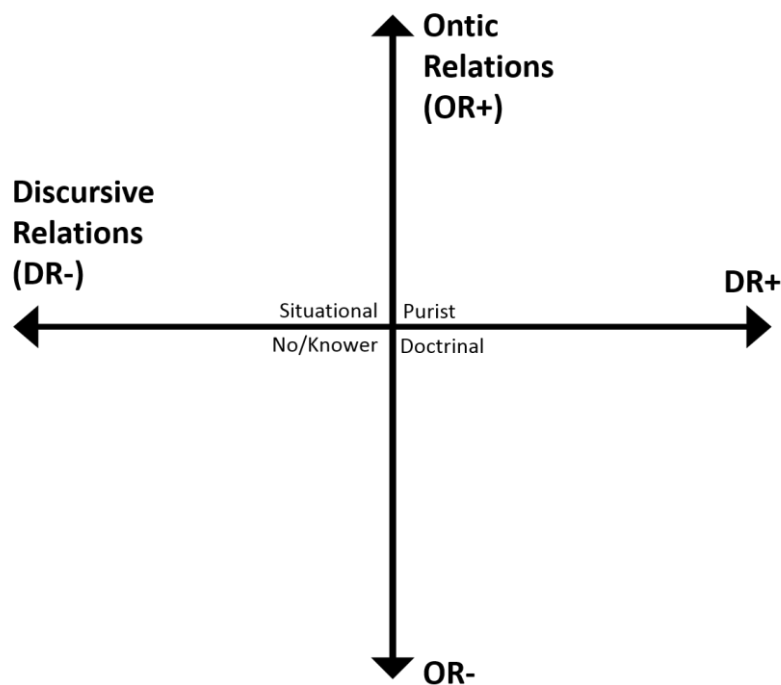 Ontic
Relations
(OR+)
Discursive
Relations
(DR-)
DR+
Situational
Purist
No/Knower
Doctrinal
OR-